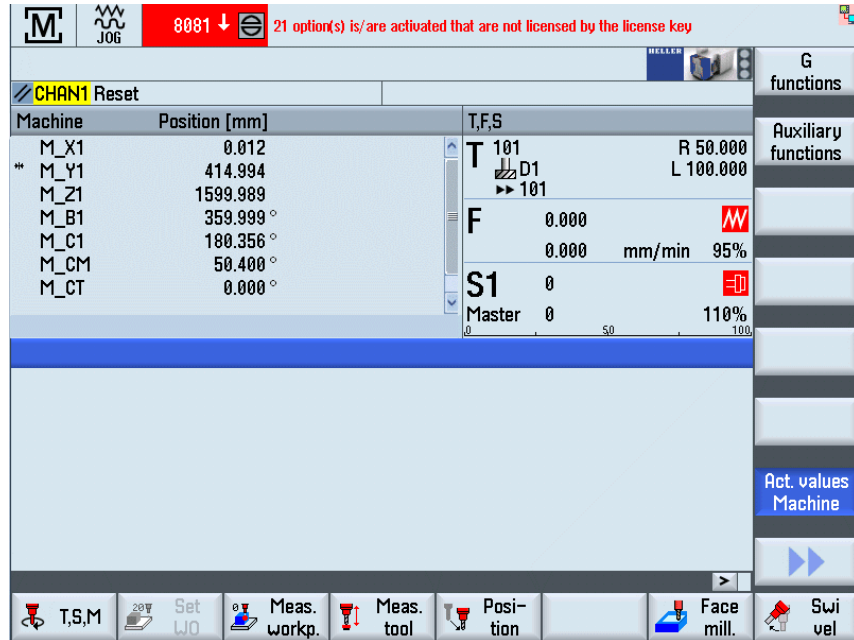 M
JOG
8081 21 option(s) is/are activated that are not licensed by the license key
HELLER
CHAN1 Reset
Machine Position [mm]
M_X1 0.012
M_Y1 414.994
M_Z1 1599.989
M_B1 359.999 °
M_C1 180.356 °
M_CM 50.400 °
M_CT 0.000 °
T,F,S
T 101 R 50.000
D1 L 100.000
101
F 0.000
0.000 mm/min 95%
S1 0
Master 0 110%
0 50 100
G
functions
Auxiliary
functions
Act. values
Machine
>
T,S,M
Set
WO
Meas.
workp.
Meas.
tool
Posi-
tion
Face
mill.
Swi
vel